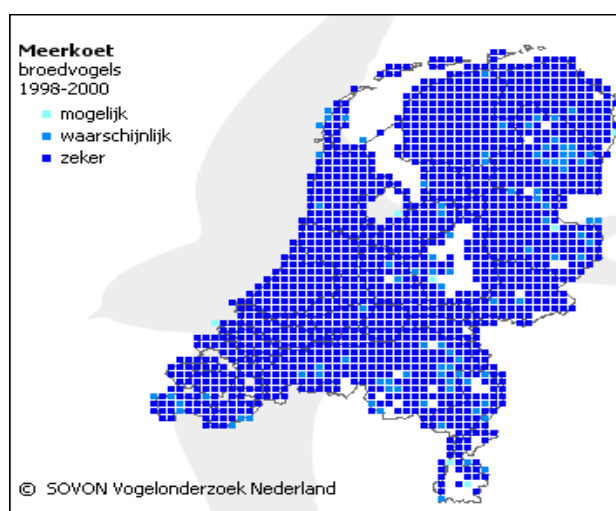 Meerkoet
broedvogels
1998-2000
mogelijk
waarschijnlijk
zeker
© SOVON Vogelonderzoek Nederland